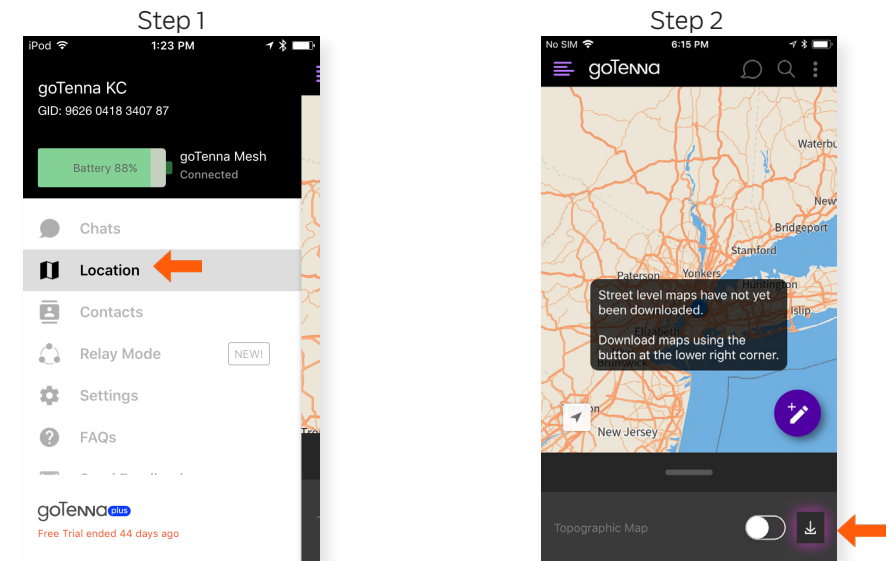 Step 1
iPod 1:23 PM
goTenna KC
GID: 9626 0418 3407 87
Battery 88%
goTenna Mesh
Connected
Chats
Location
Contacts
Relay Mode
NEW!
Settings
FAQs
goTenna plus
Free Trial ended 44 days ago
Step 2
No SIM 6:15 PM
goTenna
Waterbu
New
Bridgeport
Stamford
Paterson
Yonkers
Huntington
Street level maps have not yet
been downloaded.
Islip
Elizabeth
Download maps using the
button at the lower right corner.
Brunswick
New Jersey
Topographic Map